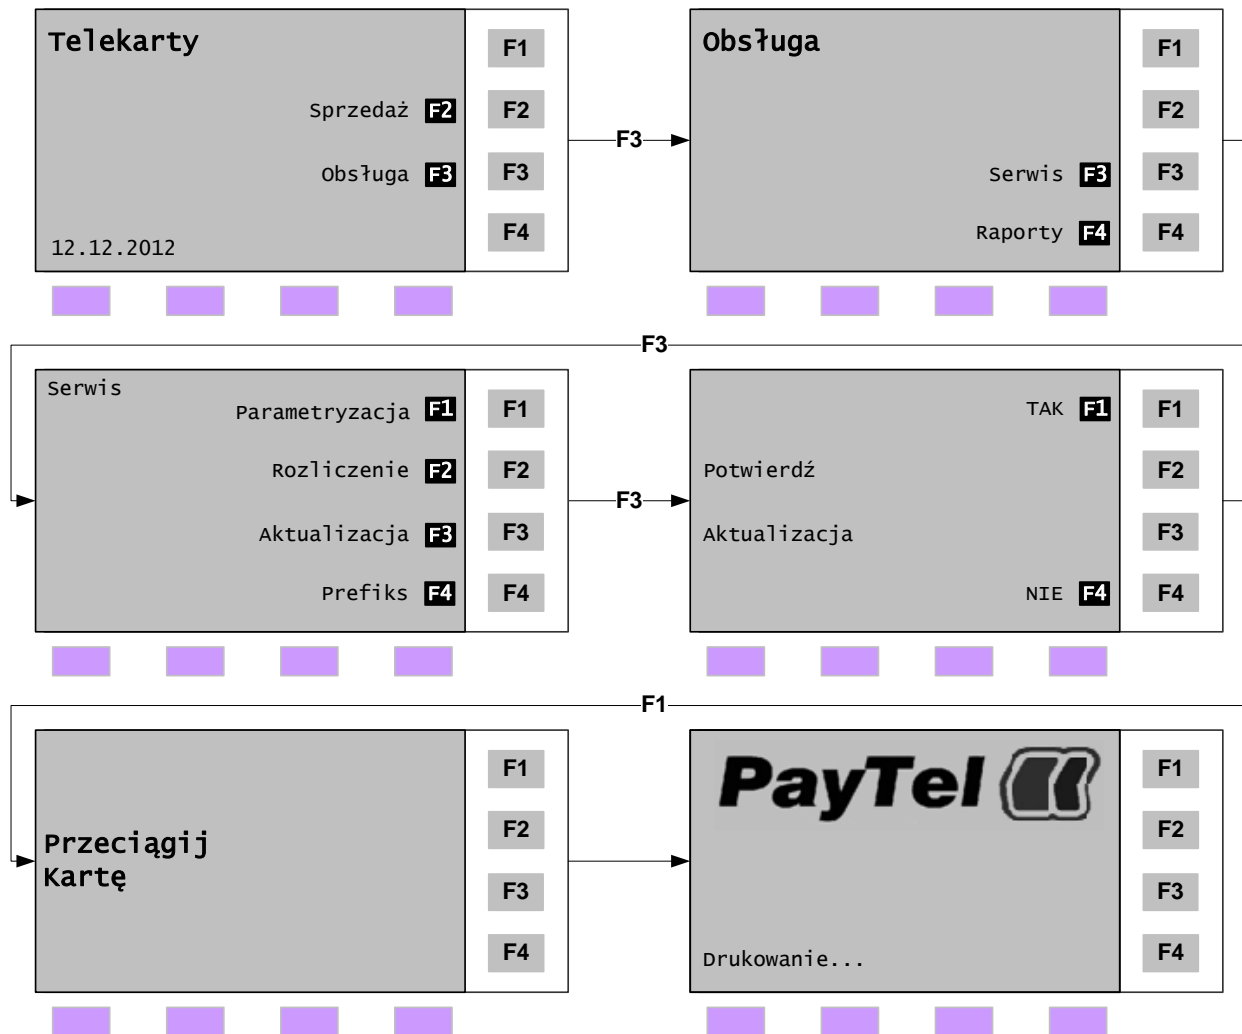 Telekarty
F1
Sprzedaż F2
F2
Obsługa F3
F3
12.12.2012
F4
F3
Obsługa
F1
F2
Serwis F3
F3
Raporty F4
F4
F3
Serwis
Parametryzacja F1
F1
Rozliczenie F2
F2
Aktualizacja F3
F3
Prefiks F4
F4
F3
TAK F1
F1
Potwierdź
F2
Aktualizacja
F3
NIE F4
F4
F1
Przeciągij
Kartę
F1
F2
F3
F4
PayTel
F1
F2
F3
Drukowanie...
F4